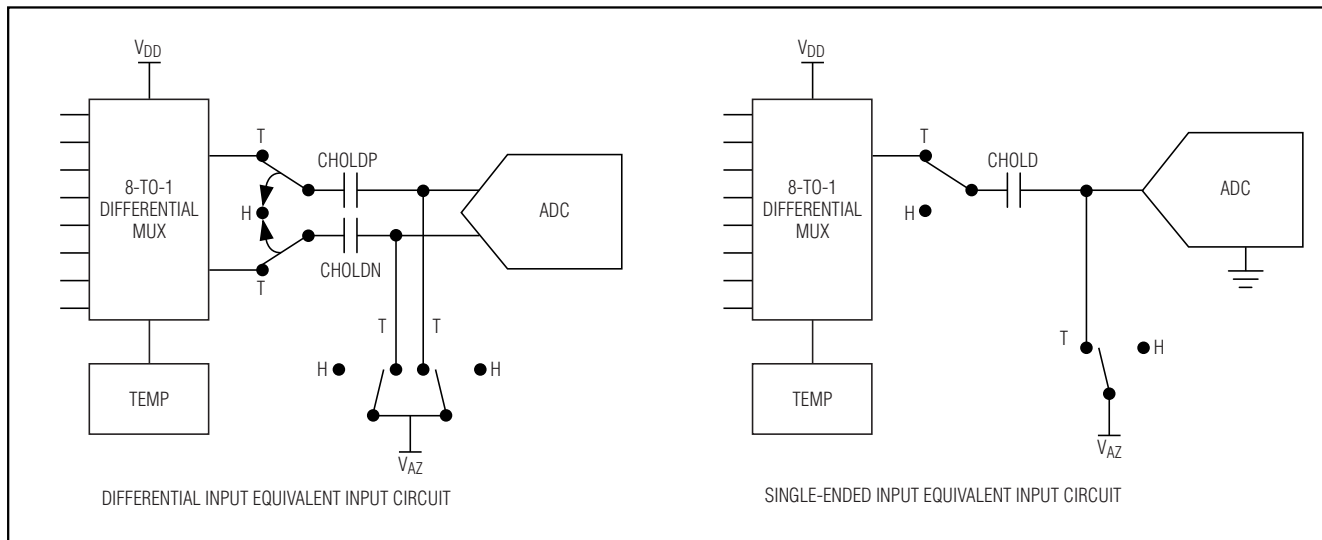 VDD
8-TO-1
DIFFERENTIAL
MUX
TEMP
T
H
T
CHOLDP
CHOLDN
ADC
T
T
H
H
VAZ
DIFFERENTIAL INPUT EQUIVALENT INPUT CIRCUIT
VDD
8-TO-1
DIFFERENTIAL
MUX
TEMP
T
H
CHOLD
ADC
T
H
VAZ
SINGLE-ENDED INPUT EQUIVALENT INPUT CIRCUIT